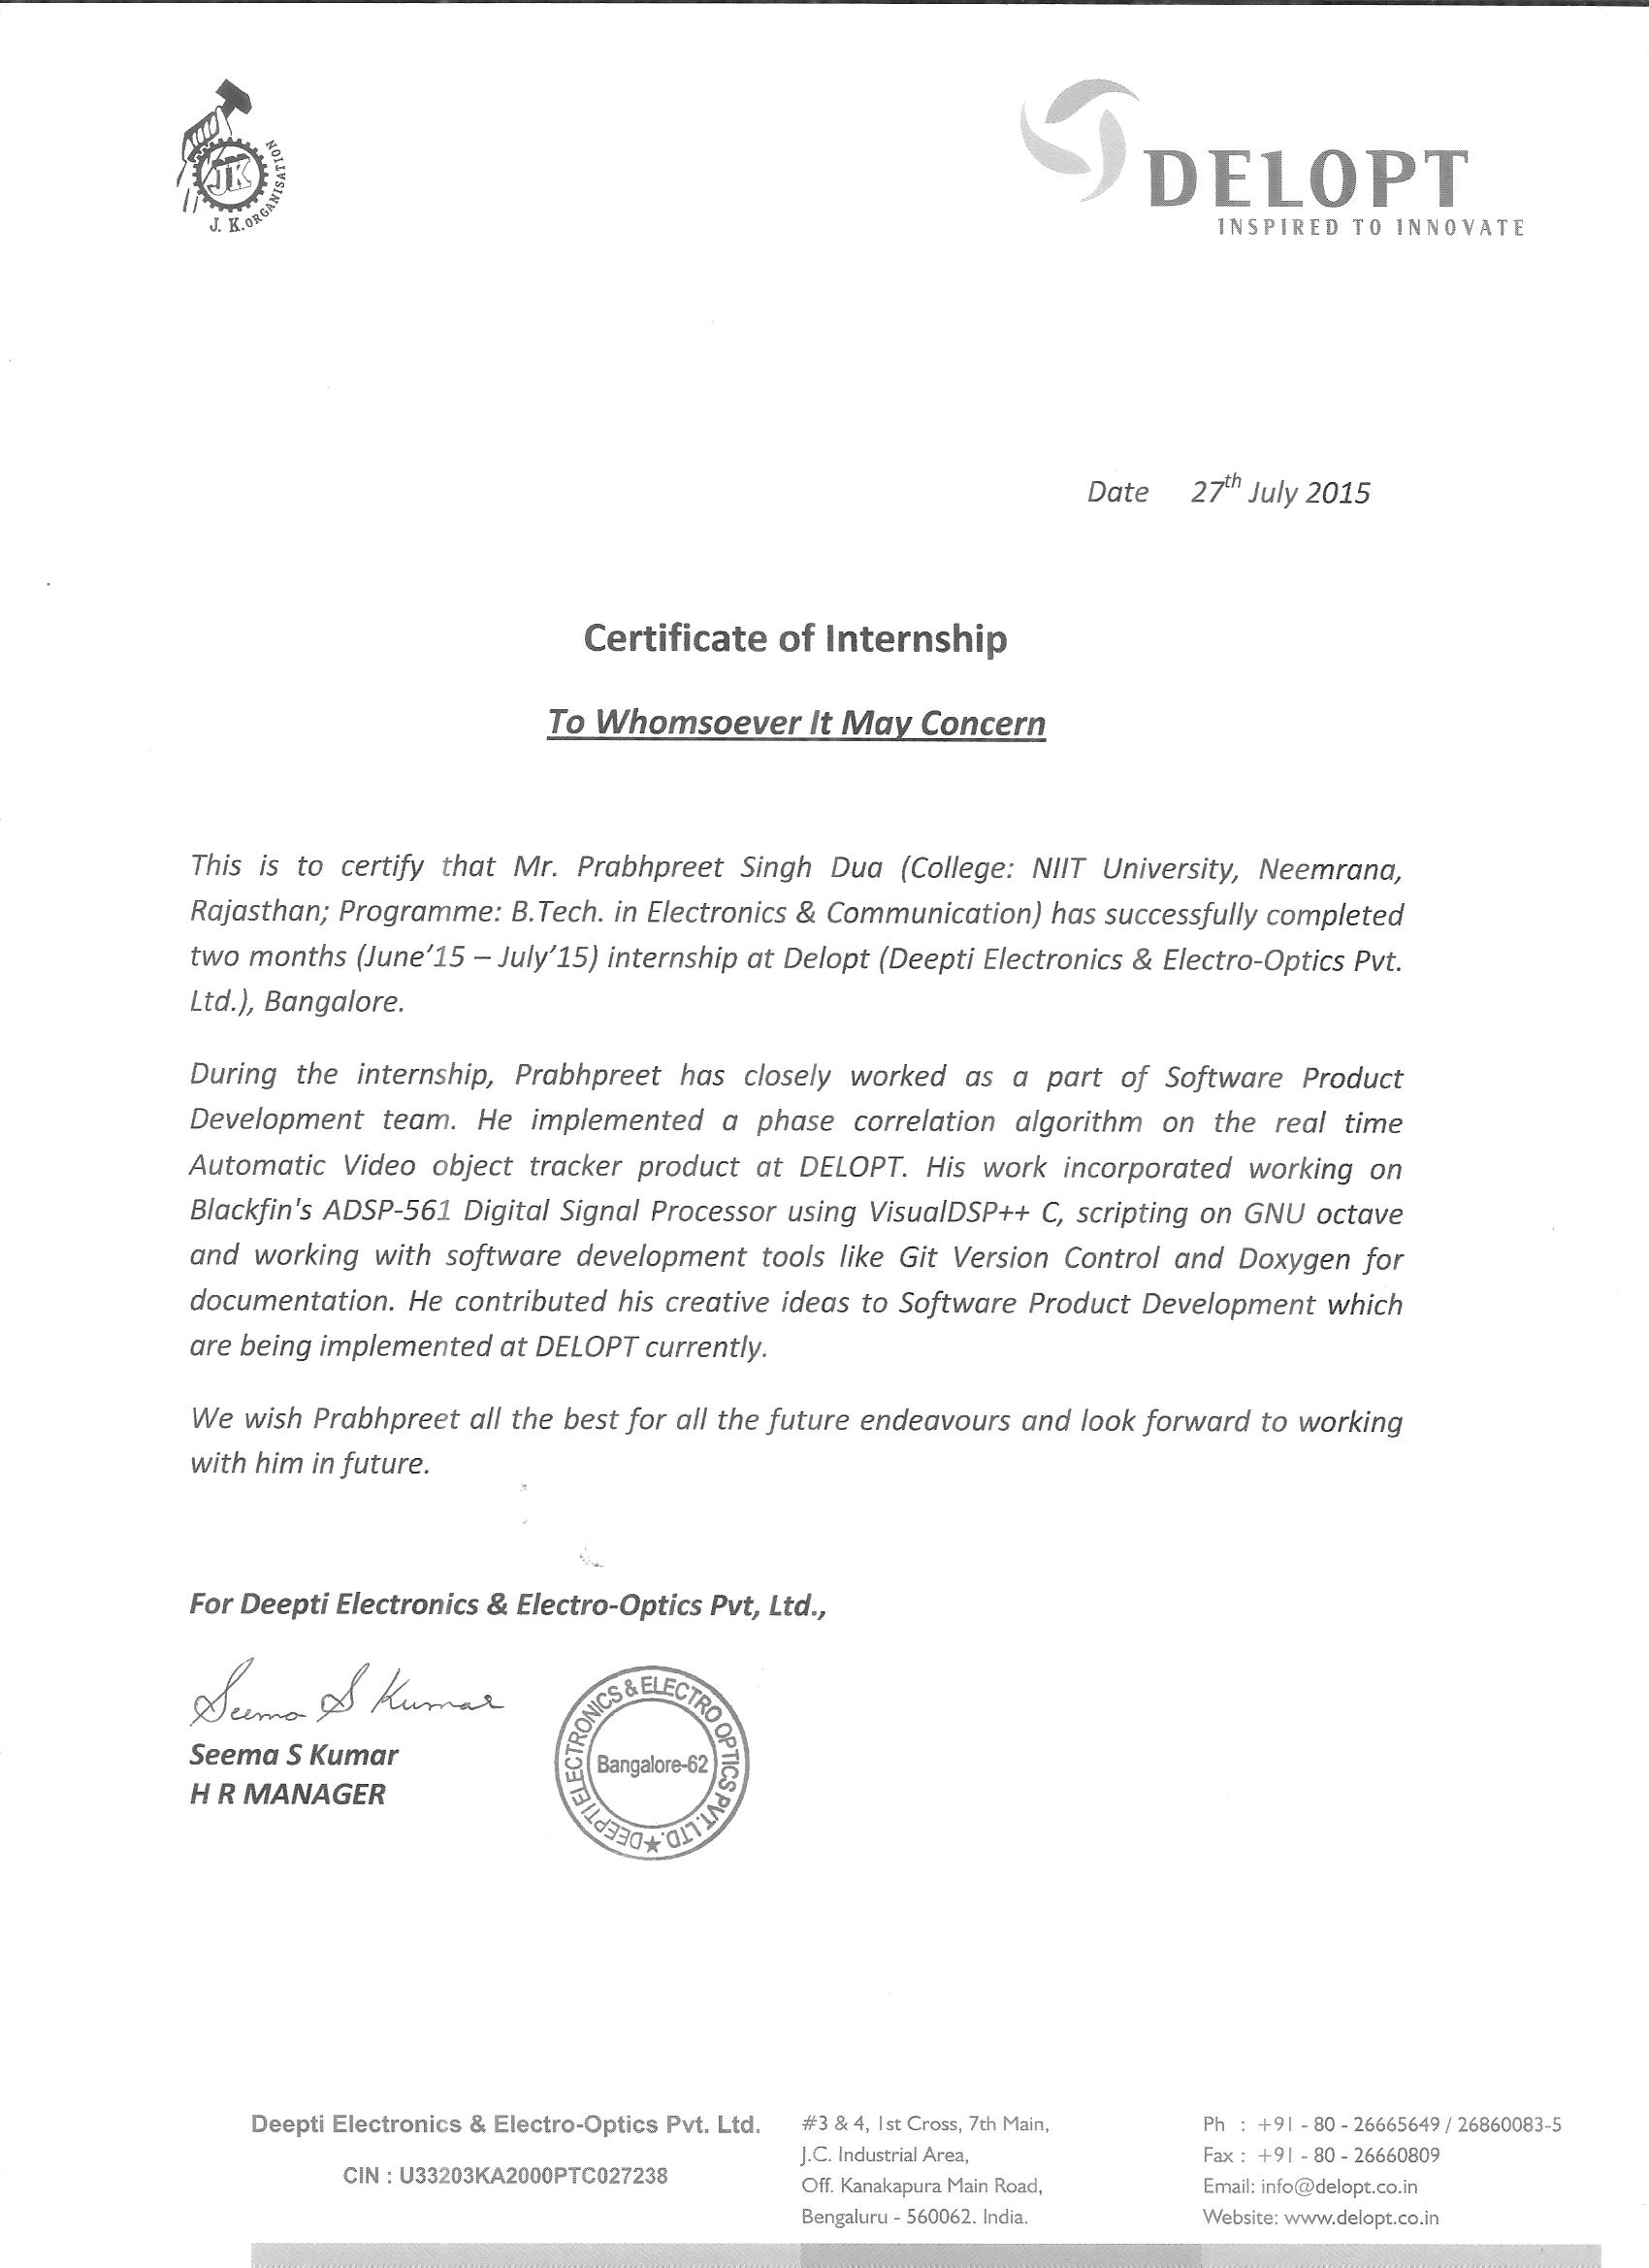 JK
J. K. ORGANISATION
DELOPT
INSPIRED TO INNOVATE
Date 27th July 2015
Certificate of Internship
To Whomsoever It May Concern
This is to certify that Mr. Prabhpreet Singh Dua (College: NIIT University, Neemrana,
Rajasthan; Programme: B.Tech. in Electronics & Communication) has successfully completed
two months (June'15 – July'15) internship at Delopt (Deepti Electronics & Electro-Optics Pvt.
Ltd.), Bangalore.
During the internship, Prabhpreet has closely worked as a part of Software Product
Development team. He implemented a phase correlation algorithm on the real time
Automatic Video object tracker product at DELOPT. His work incorporated working on
Blackfin's ADSP-561 Digital Signal Processor using VisualDSP++ C, scripting on GNU octave
and working with software development tools like Git Version Control and Doxygen for
documentation. He contributed his creative ideas to Software Product Development which
are being implemented at DELOPT currently.
We wish Prabhpreet all the best for all the future endeavours and look forward to working
with him in future.
For Deepti Electronics & Electro-Optics Pvt, Ltd.,
Seema S Kumar
Seema S Kumar
H R MANAGER
DEEPTI ELECTRONICS & ELECTRO OPTICS PVT. LTD. ★
Bangalore-62
Deepti Electronics & Electro-Optics Pvt. Ltd.
CIN : U33203KA2000PTC027238
#3 & 4, 1st Cross, 7th Main,
J.C. Industrial Area,
Off. Kanakapura Main Road,
Bengaluru - 560062. India.
Ph : +91 - 80 - 26665649 / 26860083-5
Fax : +91 - 80 - 26660809
Email: info@delopt.co.in
Website: www.delopt.co.in